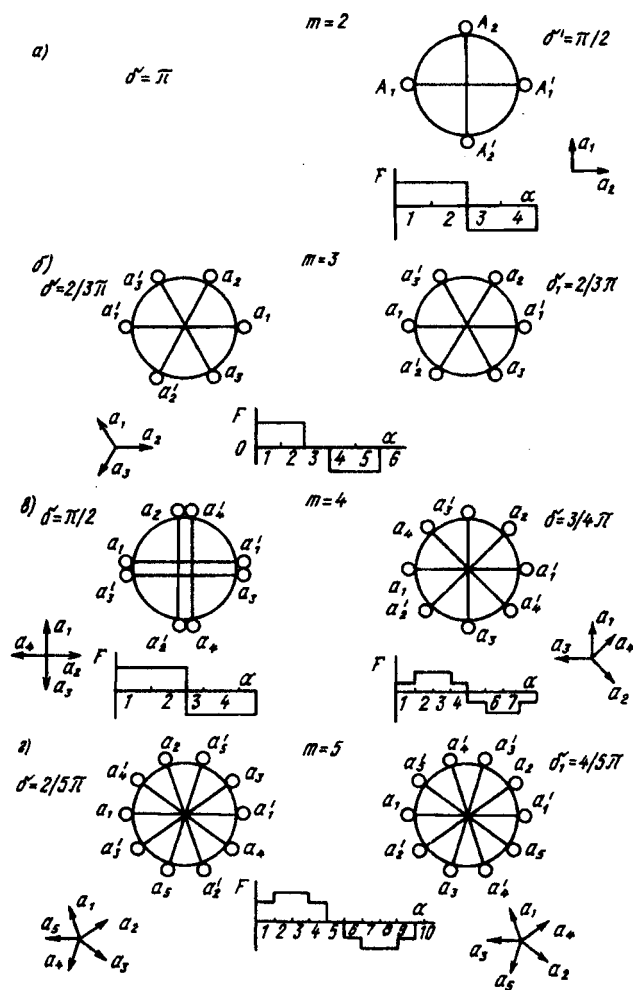 а) m=2
σ=π A₂ σ'=π/2
A₁ A₁'
A₂'
a₁
a₂
F α
1 2 3 4
б) m=3
σ=2/3π a₃' a₂ a₃' a₂ σ₁=2/3π
a₁' a₁ a₁ a₁'
a₂' a₃ a₂' a₃
a₁ a₂ a₃
F α
0 1 2 3 4 5 6
в) m=4
σ=π/2 a₂ a₄' a₃' a₂ σ=3/4π
a₁ a₁' a₄
a₃' a₃ a₁ a₁'
a₂' a₄ a₂' a₄'
a₃
a₁ a₄ a₂ a₃
F α
1 2 3 4
F α
1 2 3 4 6 7
a₁ a₄ a₃ a₂
г) m=5
σ=2/5π a₂ a₅' a₄' a₃' σ₁=4/5π
a₄' a₃ a₅' a₂
a₁ a₁' a₁ a₁'
a₃' a₄ a₂' a₅
a₅ a₂' a₃ a₄'
a₁ a₅ a₂ a₄ a₃
F α
1 2 3 4 5 6 7 8 9 10
a₁ a₄ a₃ a₅ a₂